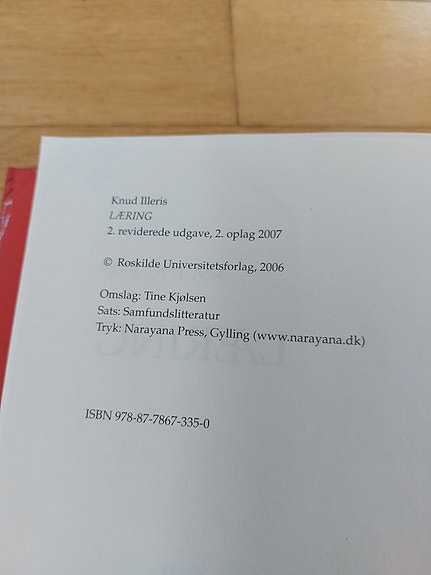 Knud Illeris
LÆRING
2. reviderede udgave, 2. oplag 2007
© Roskilde Universitetsforlag, 2006
Omslag: Tine Kjølsen
Sats: Samfundslitteratur
Tryk: Narayana Press, Gylling (www.narayana.dk)
ISBN 978-87-7867-335-0